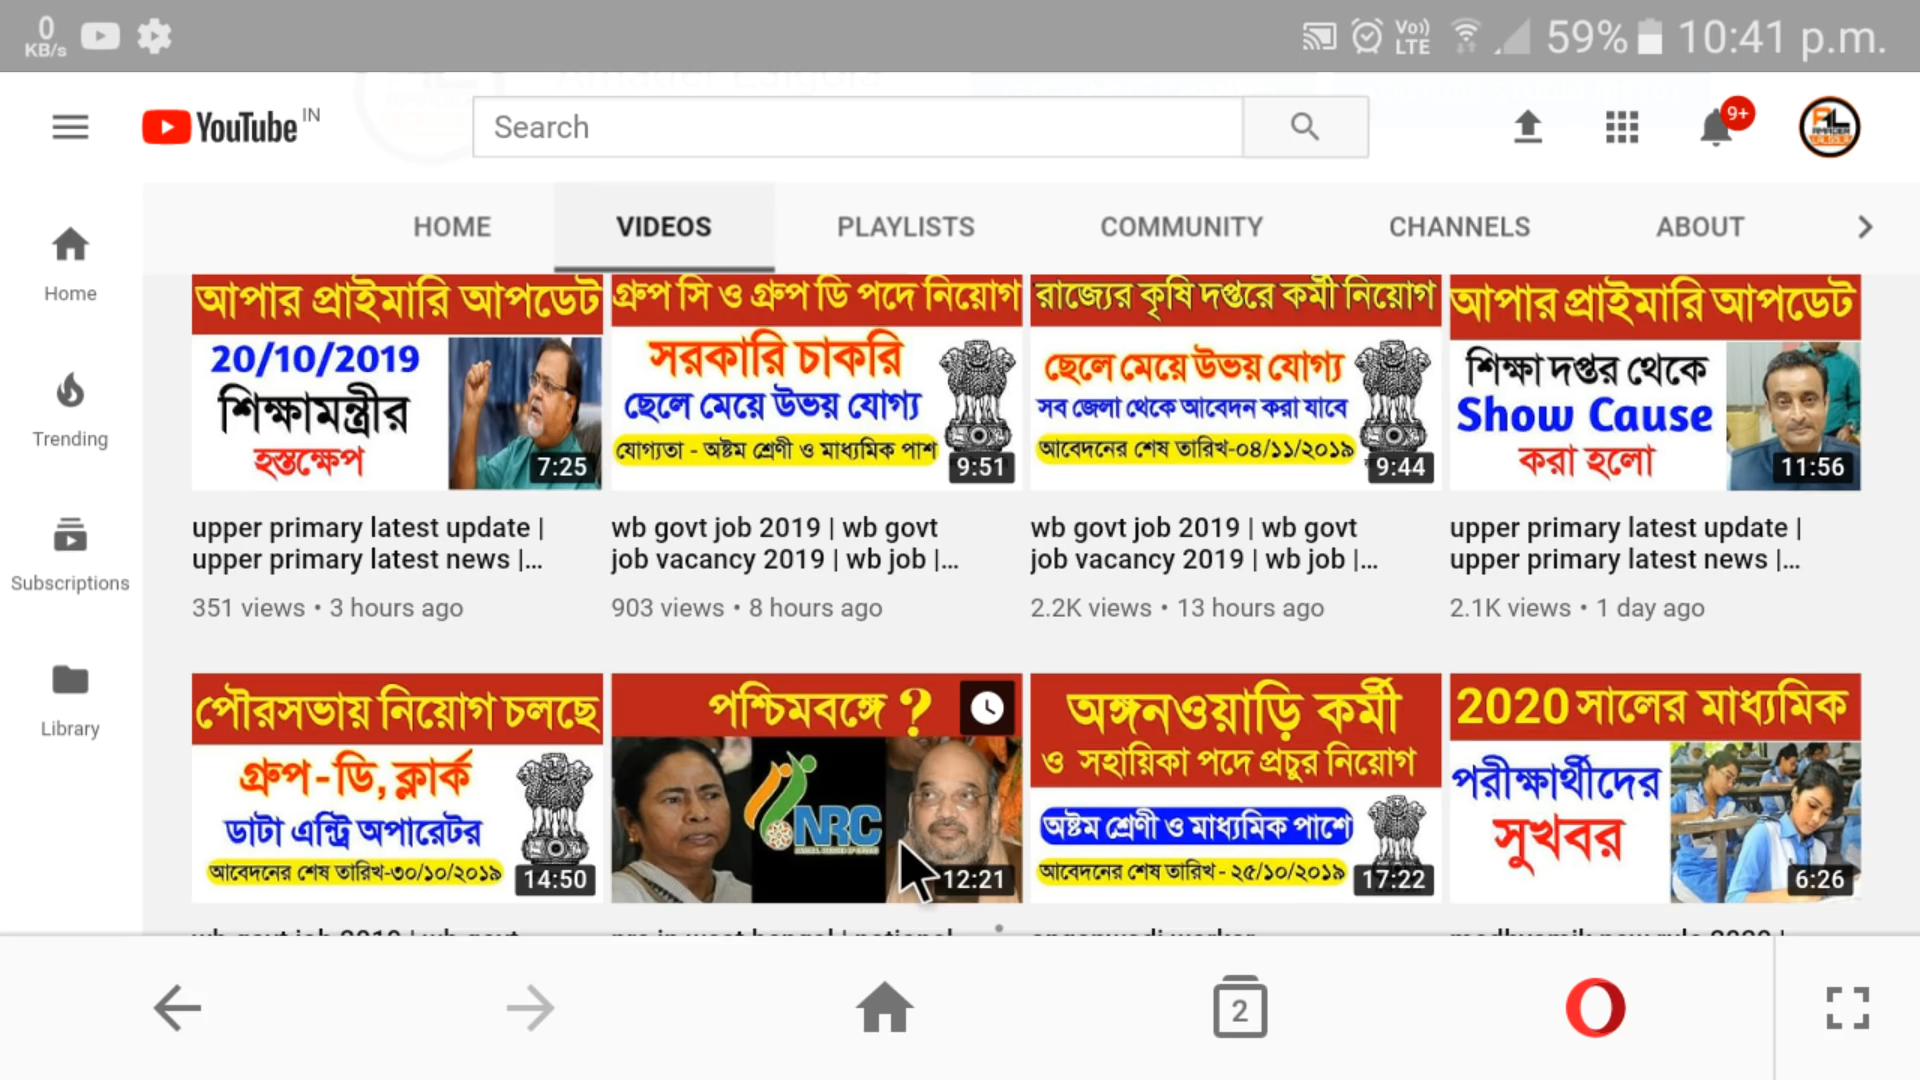 0
KB/s
Vo))
LTE
59%
10:41 p.m.
YouTube IN
Search
9+
HOME
VIDEOS
PLAYLISTS
COMMUNITY
CHANNELS
ABOUT
Home
Trending
Subscriptions
Library
আপার প্রাইমারি আপডেট
20/10/2019
শিক্ষামন্ত্রীর
হস্তক্ষেপ
7:25
upper primary latest update |
upper primary latest news |...
351 views • 3 hours ago
গ্রুপ সি ও গ্রুপ ডি পদে নিয়োগ
সরকারি চাকরি
ছেলে মেয়ে উভয় যোগ্য
যোগ্যতা - অষ্টম শ্রেণী ও মাধ্যমিক পাশ
9:51
wb govt job 2019 | wb govt
job vacancy 2019 | wb job |...
903 views • 8 hours ago
রাজ্যের কৃষি দপ্তরে কর্মী নিয়োগ
ছেলে মেয়ে উভয় যোগ্য
সব জেলা থেকে আবেদন করা যাবে
আবেদনের শেষ তারিখ-০৪/১১/২০১৯
9:44
wb govt job 2019 | wb govt
job vacancy 2019 | wb job |...
2.2K views • 13 hours ago
আপার প্রাইমারি আপডেট
শিক্ষা দপ্তর থেকে
Show Cause
করা হলো
11:56
upper primary latest update |
upper primary latest news |...
2.1K views • 1 day ago
পৌরসভায় নিয়োগ চলছে
গ্রুপ-ডি, ক্লার্ক
ডাটা এন্ট্রি অপারেটর
আবেদনের শেষ তারিখ-৩০/১০/২০১৯
14:50
পশ্চিমবঙ্গে ?
NRC
12:21
অঙ্গনওয়াড়ি কর্মী
ও সহায়িকা পদে প্রচুর নিয়োগ
অষ্টম শ্রেণী ও মাধ্যমিক পাশে
আবেদনের শেষ তারিখ - ২৫/১০/২০১৯
17:22
2020 সালের মাধ্যমিক
পরীক্ষার্থীদের
সুখবর
6:26
2